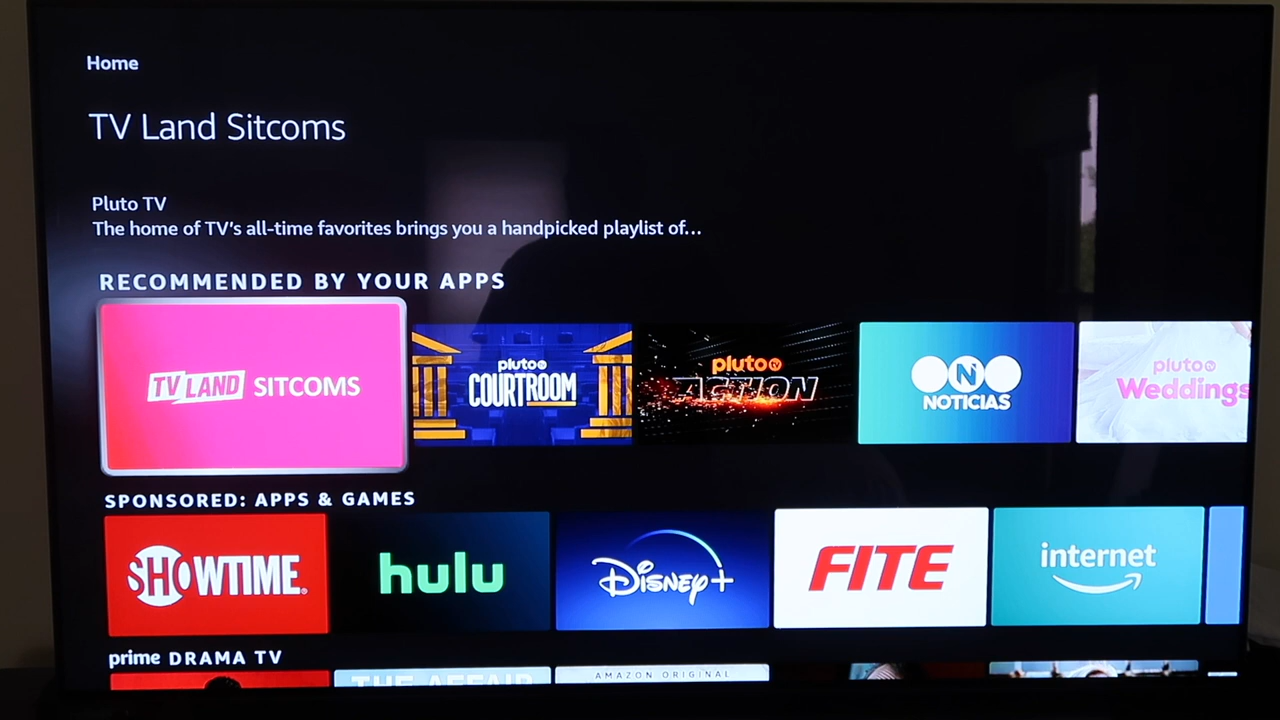 Home
TV Land Sitcoms
Pluto TV
The home of TV's all-time favorites brings you a handpicked playlist of...
RECOMMENDED BY YOUR APPS
TV LAND SITCOMS
pluto tv
COURTROOM
pluto tv
ACTION
N
NOTICIAS
pluto tv
Weddings
SPONSORED: APPS & GAMES
SHOWTIME®
hulu
Disney+
FITE
internet
prime DRAMA TV
THE AFFAIR
AMAZON ORIGINAL